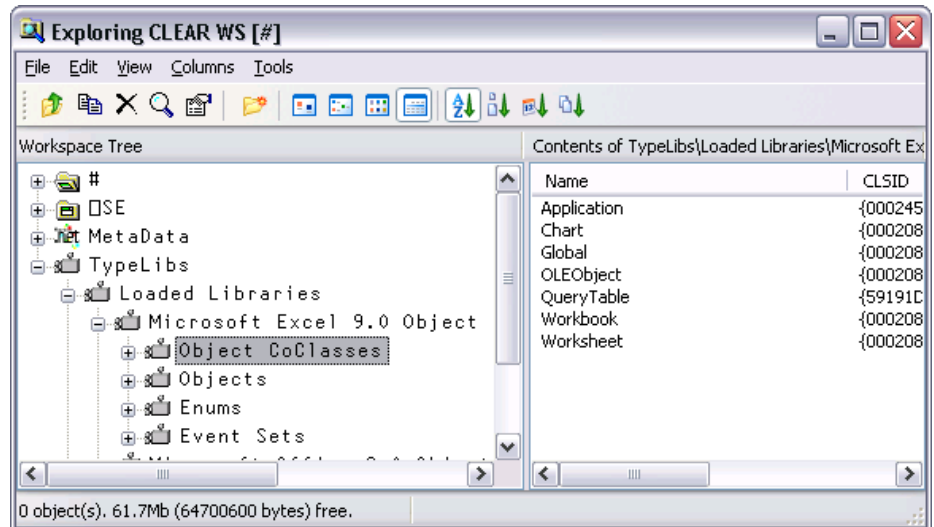 Exploring CLEAR WS [#]
File Edit View Columns Tools
Workspace Tree
Contents of TypeLibs\Loaded Libraries\Microsoft Ex
#
⎕SE
MetaData
TypeLibs
Loaded Libraries
Microsoft Excel 9.0 Object
Object CoClasses
Objects
Enums
Event Sets
Name CLSID
Application {000245
Chart {000208
Global {000208
OLEObject {000208
QueryTable {59191D
Workbook {000208
Worksheet {000208
0 object(s). 61.7Mb (64700600 bytes) free.